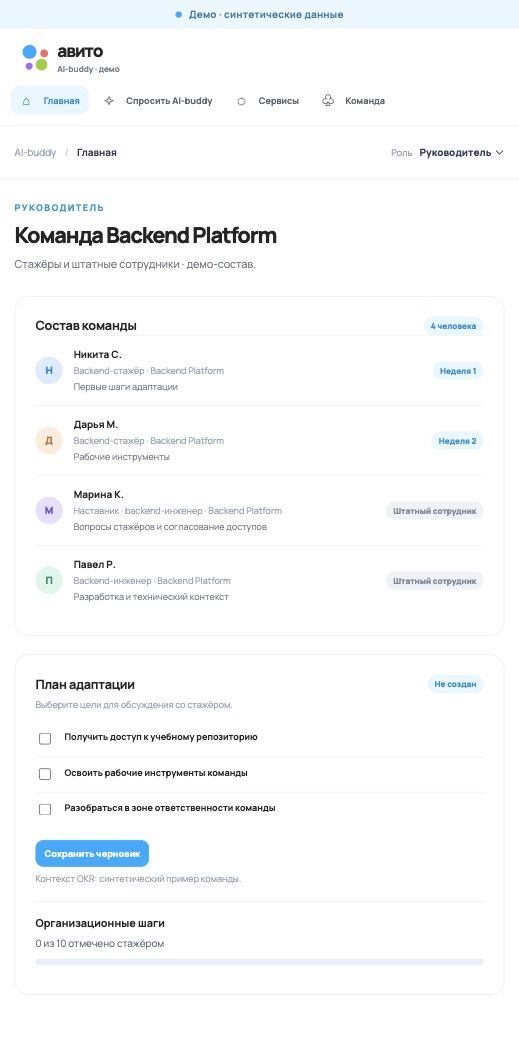 Демо · синтетические данные
авито
AI-buddy · демо
Главная
Спросить AI-buddy
Сервисы
Команда
AI-buddy / Главная
Роль Руководитель
РУКОВОДИТЕЛЬ
Команда Backend Platform
Стажёры и штатные сотрудники · демо-состав.
Состав команды
4 человека
Н
Никита С.
Backend-стажёр · Backend Platform
Первые шаги адаптации
Неделя 1
Д
Дарья М.
Backend-стажёр · Backend Platform
Рабочие инструменты
Неделя 2
М
Марина К.
Наставник · backend-инженер · Backend Platform
Вопросы стажёров и согласование доступов
Штатный сотрудник
П
Павел Р.
Backend-инженер · Backend Platform
Разработка и технический контекст
Штатный сотрудник
План адаптации
Не создан
Выберите цели для обсуждения со стажёром.
Получить доступ к учебному репозиторию
Освоить рабочие инструменты команды
Разобраться в зоне ответственности команды
Сохранить черновик
Контекст OKR: синтетический пример команды.
Организационные шаги
0 из 10 отмечено стажёром